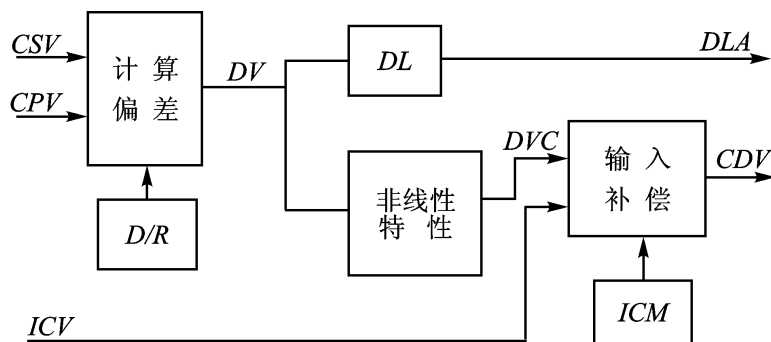 CSV
CPV
计算
偏差
DV
DL
DLA
D/R
非线性
特性
DVC
输入
补偿
CDV
ICV
ICM